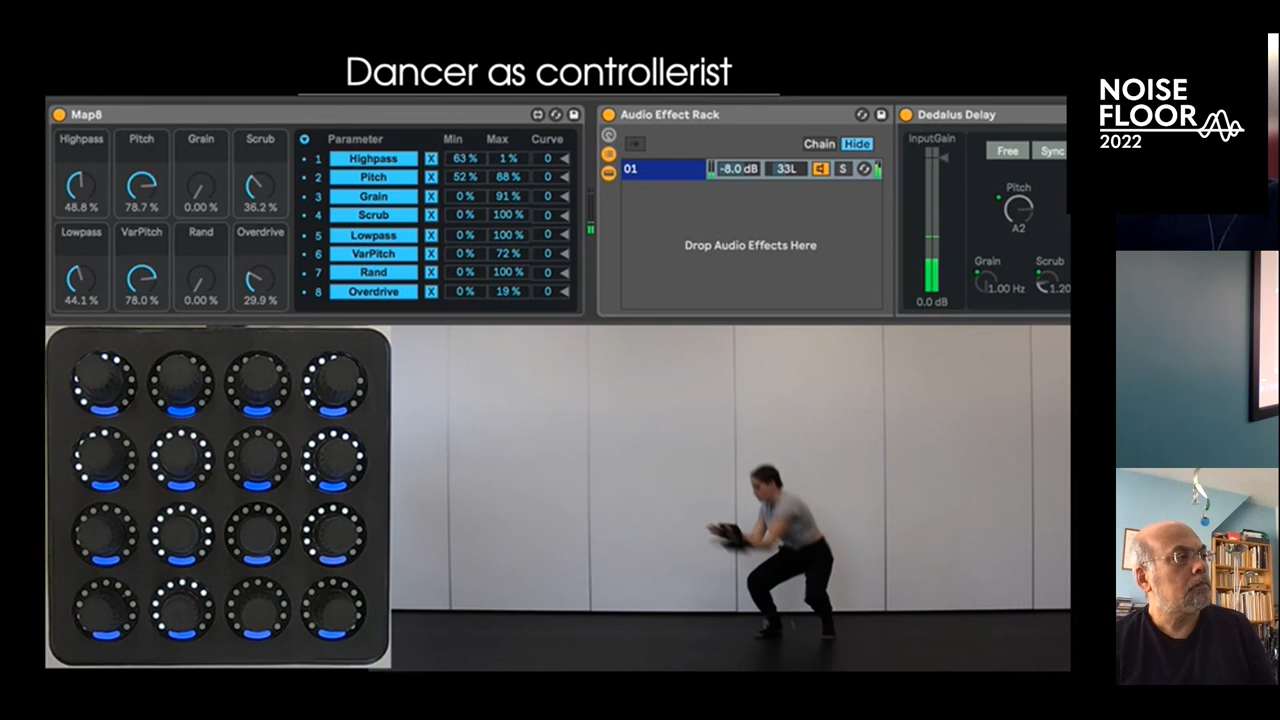 Dancer as controllerist
NOISE
FLOOR
2022
Map8
Highpass Pitch Grain Scrub
48.8 % 78.7 % 0.00 % 36.2 %
Lowpass VarPitch Rand Overdrive
44.1 % 78.0 % 0.00 % 29.9 %
Parameter Min Max Curve
1 Highpass X 63 % 1 % 0
2 Pitch X 52 % 88 % 0
3 Grain X 0 % 91 % 0
4 Scrub X 0 % 100 % 0
5 Lowpass X 0 % 100 % 0
6 VarPitch X 0 % 72 % 0
7 Rand X 0 % 100 % 0
8 Overdrive X 0 % 19 % 0
Audio Effect Rack
Chain Hide
01 -8.0 dB 33L S
Drop Audio Effects Here
Dedalus Delay
InputGain
Free Sync
Pitch
A2
Grain Scrub
1.00 Hz 1.20
0.0 dB